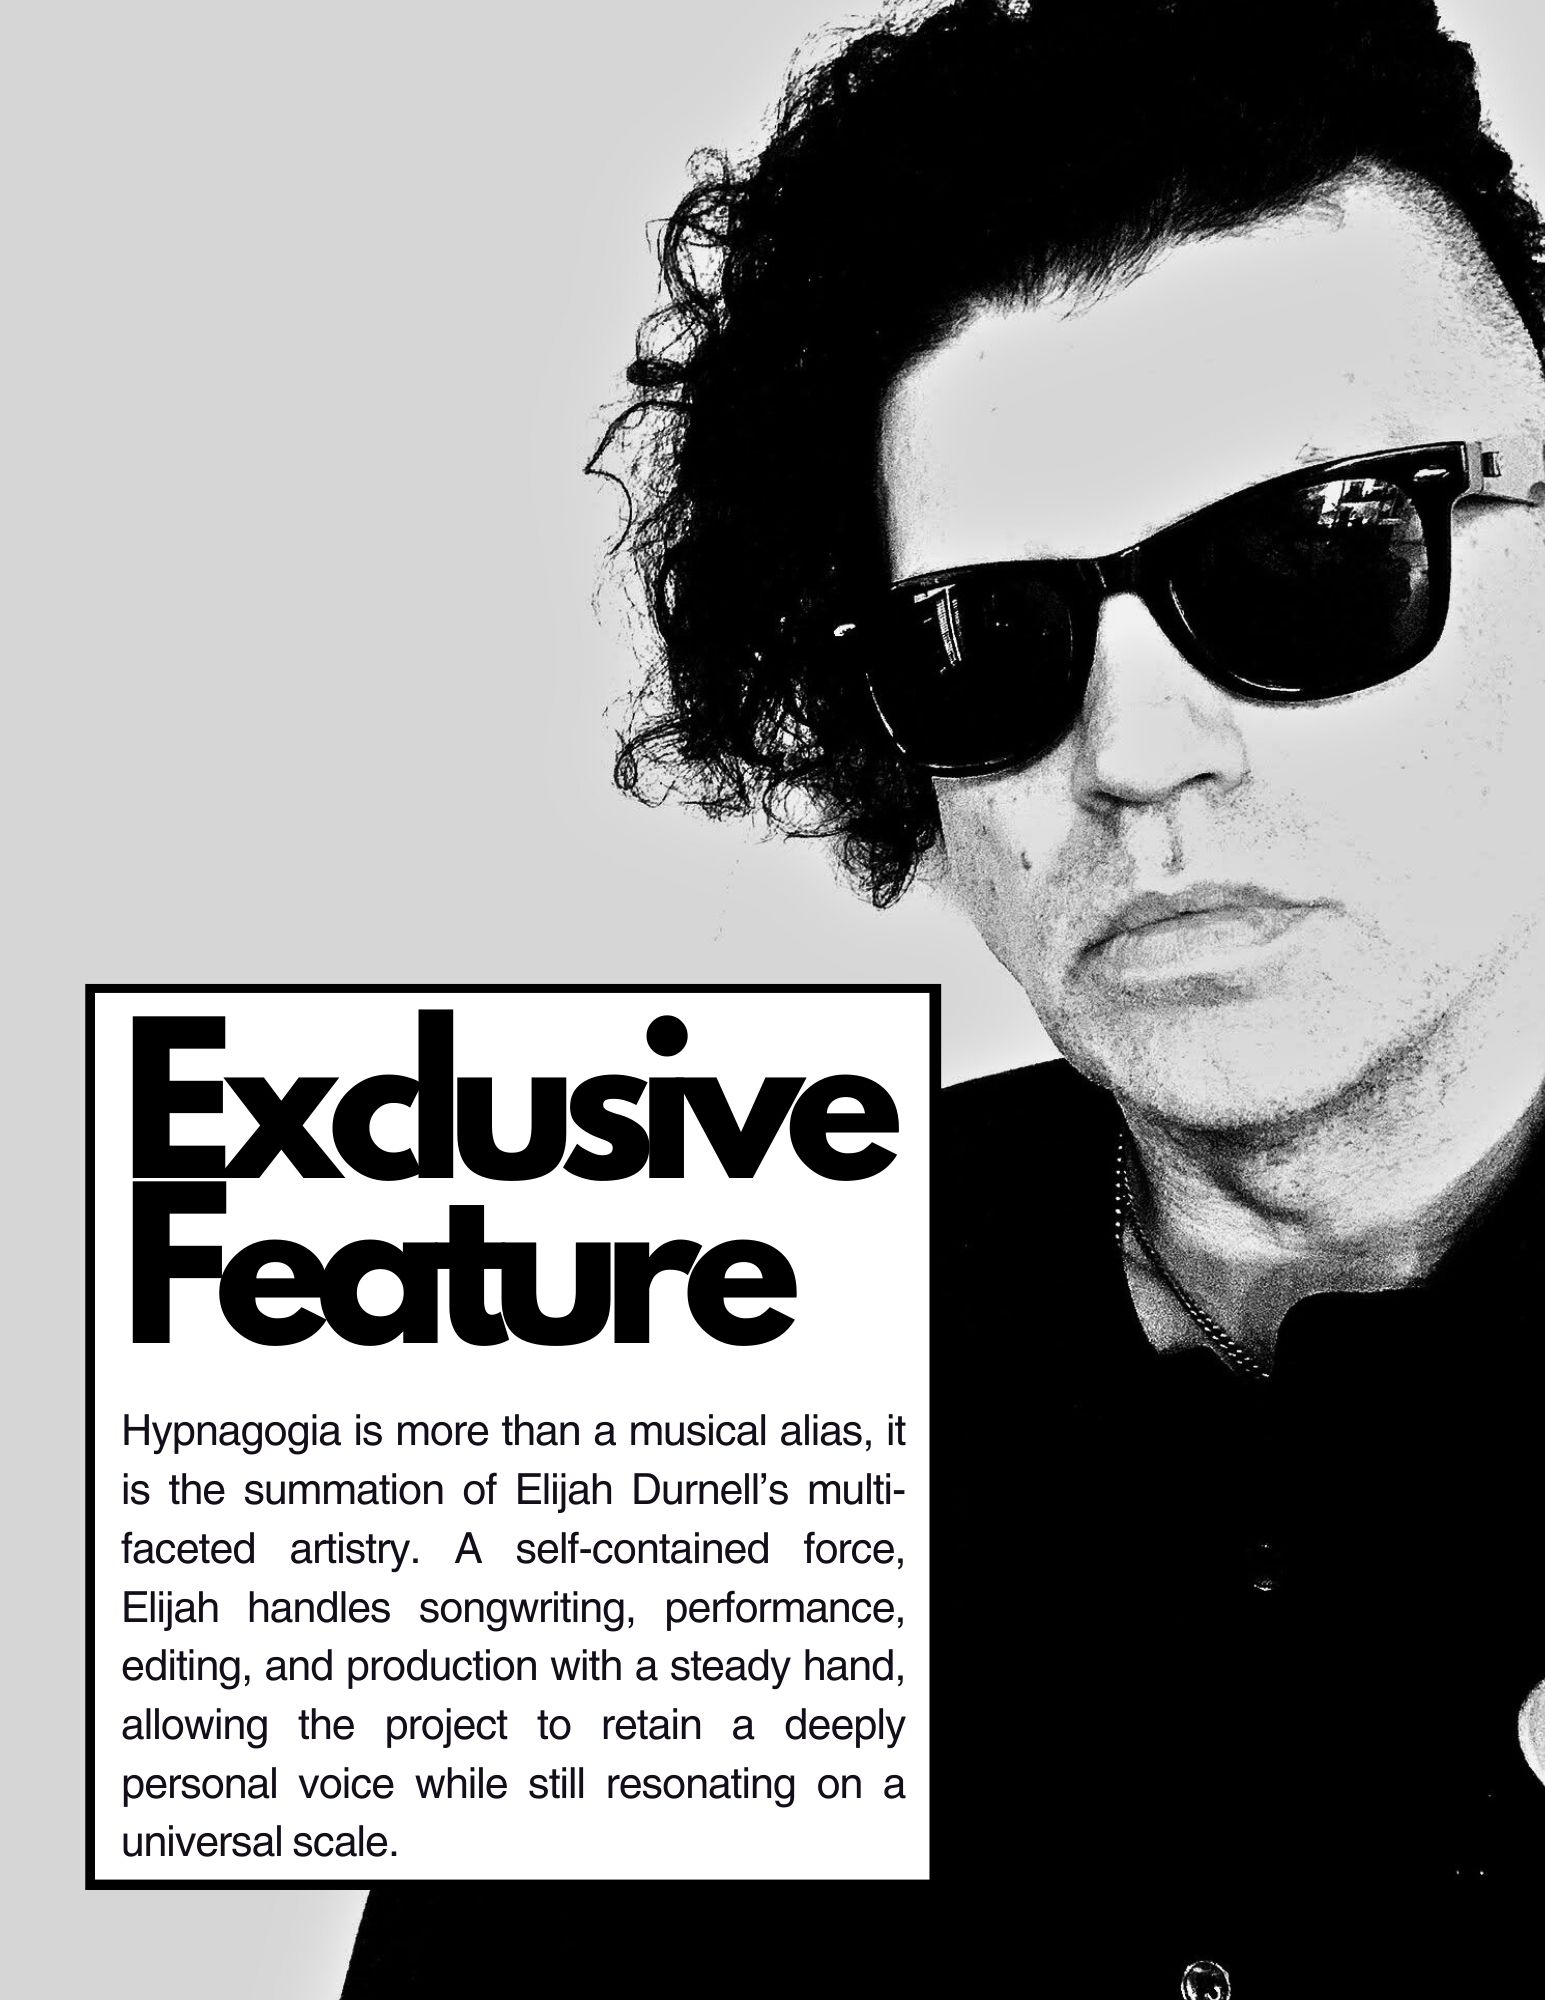 Exclusive
Feature
Hypnagogia is more than a musical alias, it
is the summation of Elijah Durnell’s multi-
faceted artistry. A self-contained force,
Elijah handles songwriting, performance,
editing, and production with a steady hand,
allowing the project to retain a deeply
personal voice while still resonating on a
universal scale.